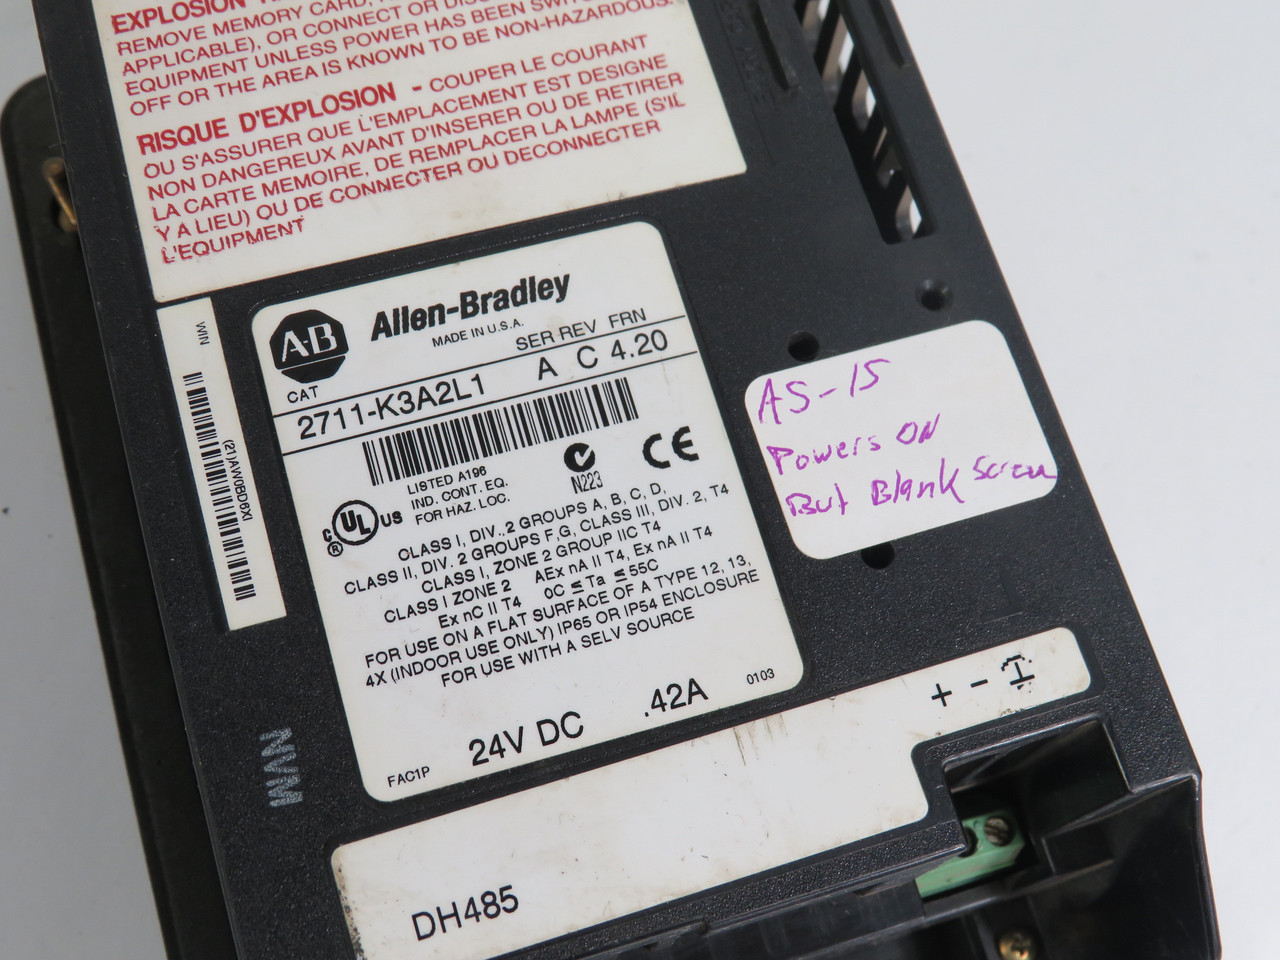 EXPLOSION
REMOVE MEMORY CARD,
APPLICABLE), OR CONNECT OR
EQUIPMENT UNLESS POWER HAS BEEN
OFF OR THE AREA IS KNOWN TO BE NON-HAZARDOUS.
RISQUE D'EXPLOSION - COUPER LE COURANT
OU S'ASSURER QUE L'EMPLACEMENT EST DESIGNE
NON DANGEREUX AVANT D'INSERER OU DE RETIRER
LA CARTE MEMOIRE, DE REMPLACER LA LAMPE (S'IL
Y A LIEU) OU DE CONNECTER OU DECONNECTER
L'EQUIPMENT
WIN
(21)AW0BD6XI
A-B
Allen-Bradley
MADE IN U.S.A.
CAT SER REV FRN
2711-K3A2L1 A C 4.20
LISTED A196
IND. CONT. EQ.
FOR HAZ. LOC.
C UL US
®
N223
CE
CLASS I, DIV. 2 GROUPS A, B, C, D,
CLASS II, DIV. 2 GROUPS F,G, CLASS III, DIV. 2, T4
CLASS I, ZONE 2 GROUP IIC T4
CLASS I ZONE 2 AEx nA II T4, Ex nA II T4
Ex nC II T4 0C ≤ Ta ≤ 55C
FOR USE ON A FLAT SURFACE OF A TYPE 12, 13,
4X (INDOOR USE ONLY) IP65 OR IP54 ENCLOSURE
FOR USE WITH A SELV SOURCE
FAC1P 24V DC .42A 0103
AS-IS
Powers ON
But Blank Screen
+ -
DH485